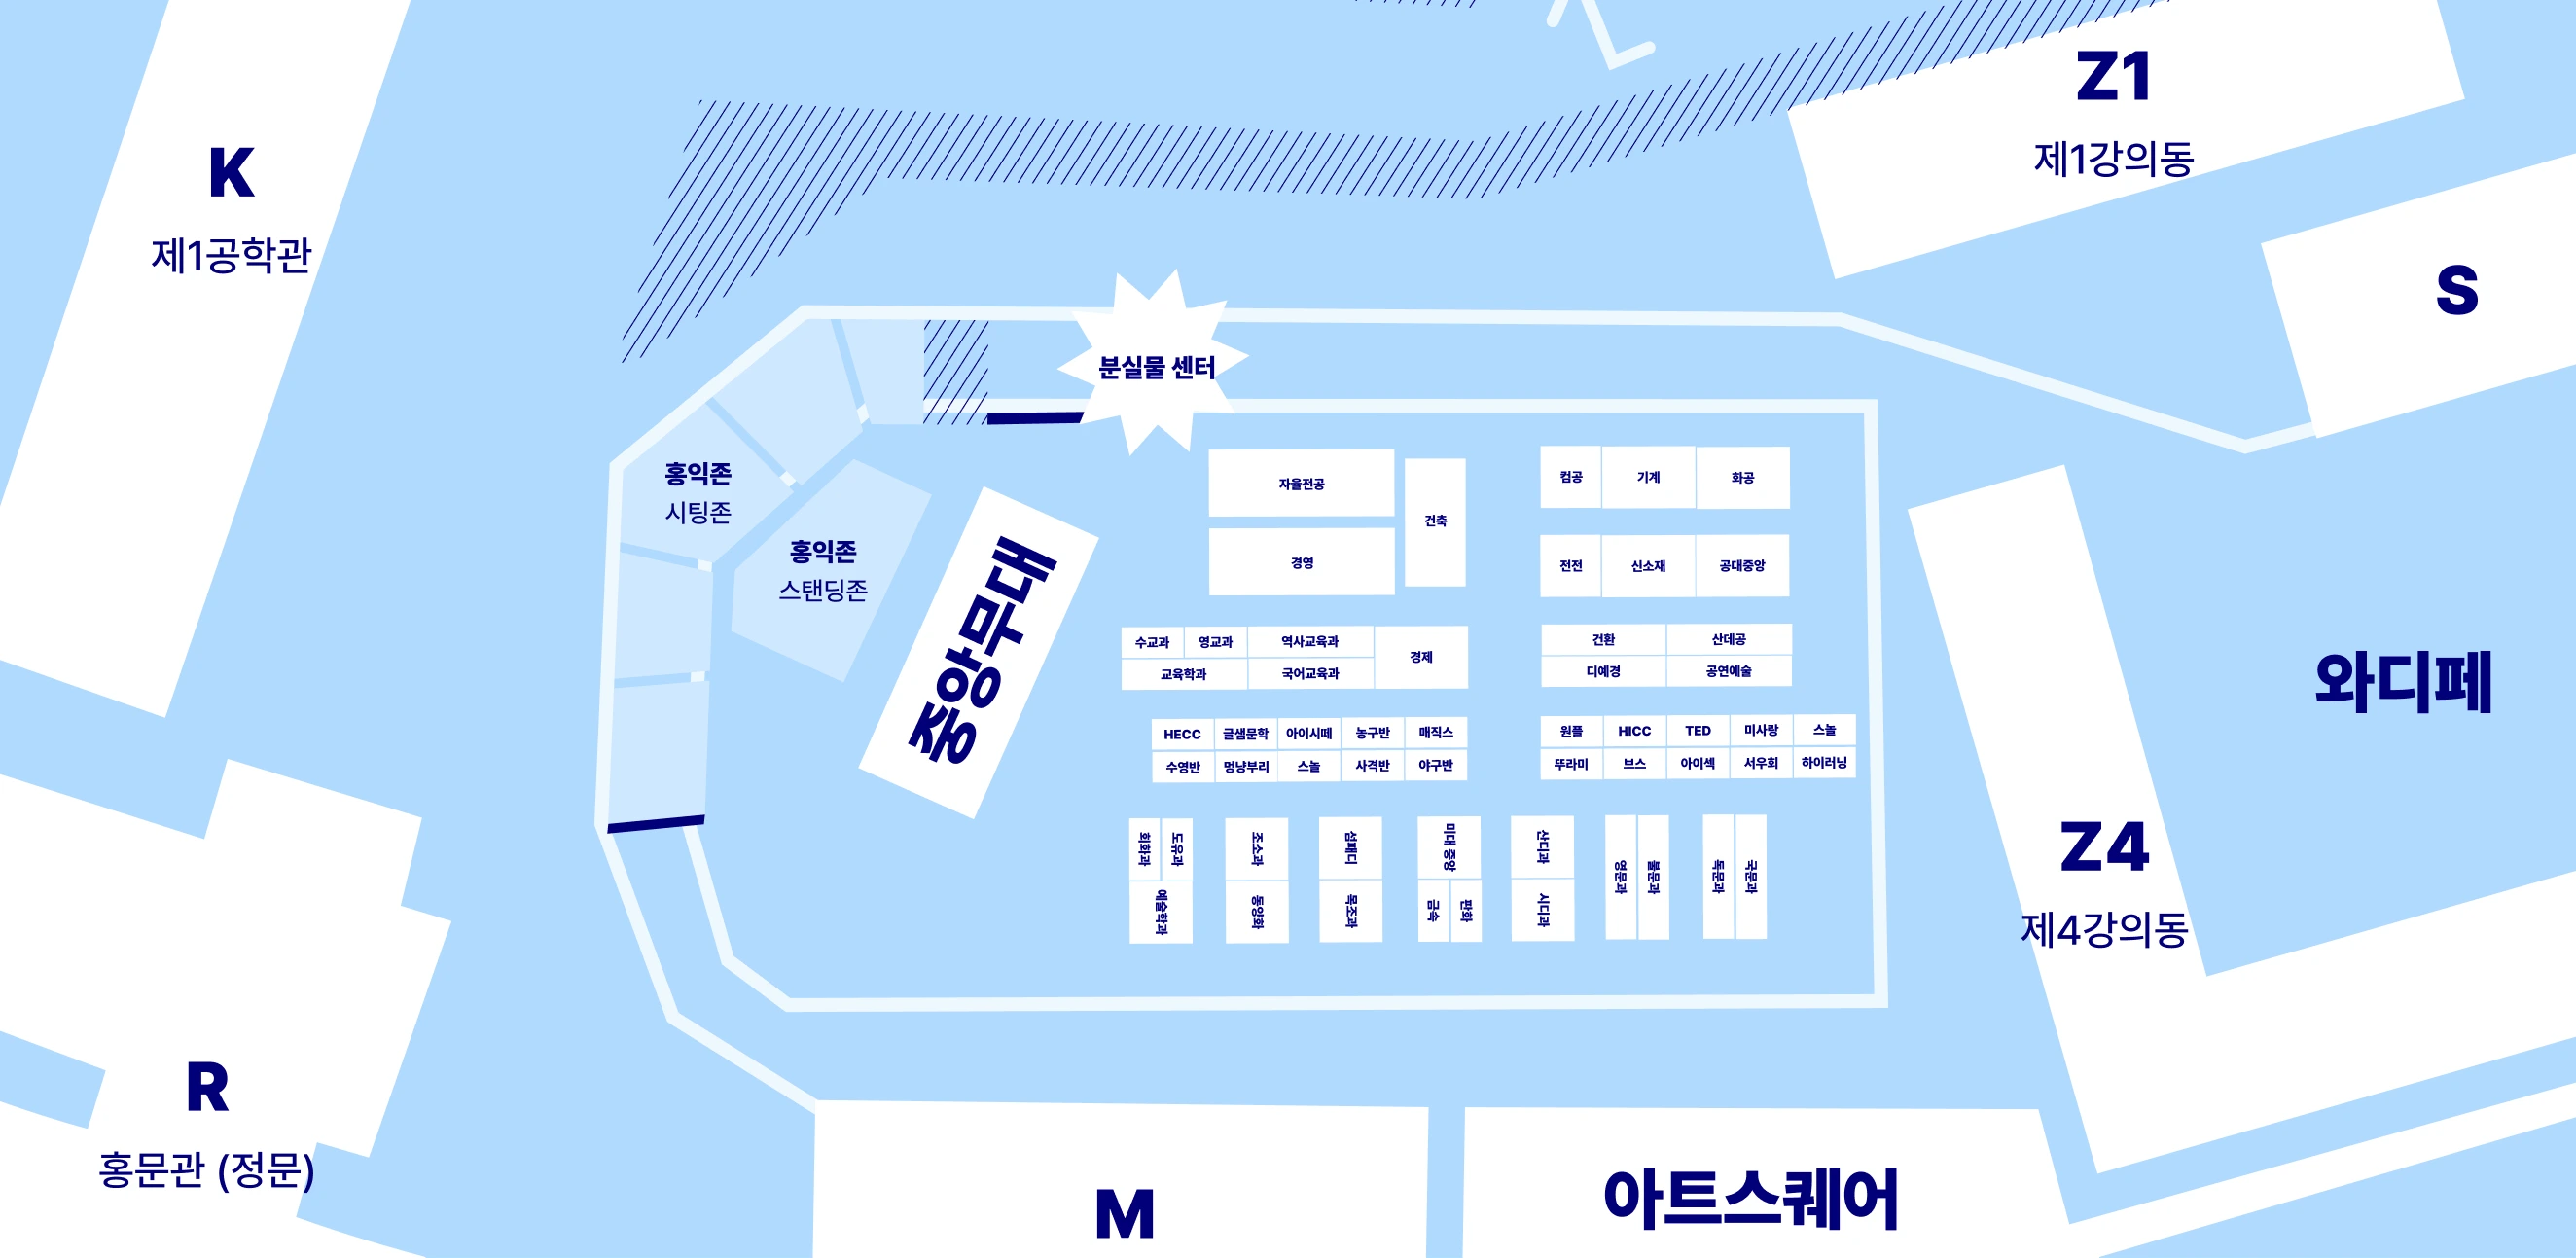 Z1
제1강의동
K
제1공학관
S
분실물 센터
홍익존
시팅존
홍익존
스탠딩존
중앙무대
자율전공
건축
경영
컴공 기계 화공
전전 신소재 공대중앙
수교과 영교과 역사교육과 경제
교육학과 국어교육과
건환 산데공
디예경 공연예술
HECC 글샘문학 아이시떼 농구반 매직스
수영반 멍냥부리 스놀 사격반 야구반
원플 HICC TED 미사랑 스놀
뚜라미 브스 아이섹 서우회 하이러닝
회화과 도유과 조소과 섬패디 미대 중앙 산디과 영문과 불문과 독문과 국문과
예술학과 동양화 목조과 금속 판화 시디과
와디페
Z4
제4강의동
R
홍문관 (정문)
M
아트스퀘어